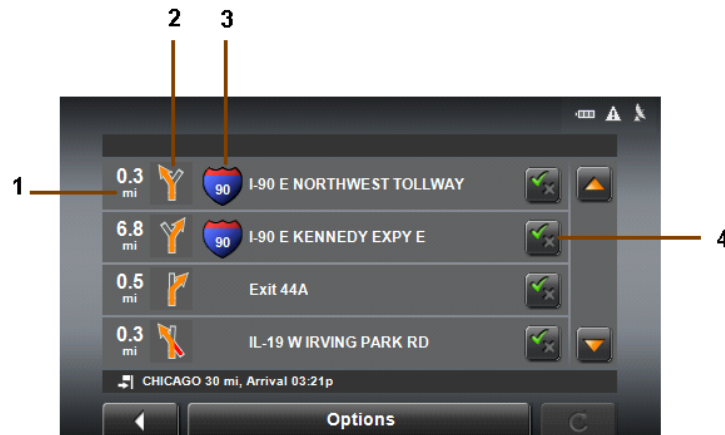 2 3
0.3 mi 90 I-90 E NORTHWEST TOLLWAY
1
6.8 mi 90 I-90 E KENNEDY EXPY E
4
0.5 mi Exit 44A
0.3 mi IL-19 W IRVING PARK RD
CHICAGO 30 mi, Arrival 03:21p
Options